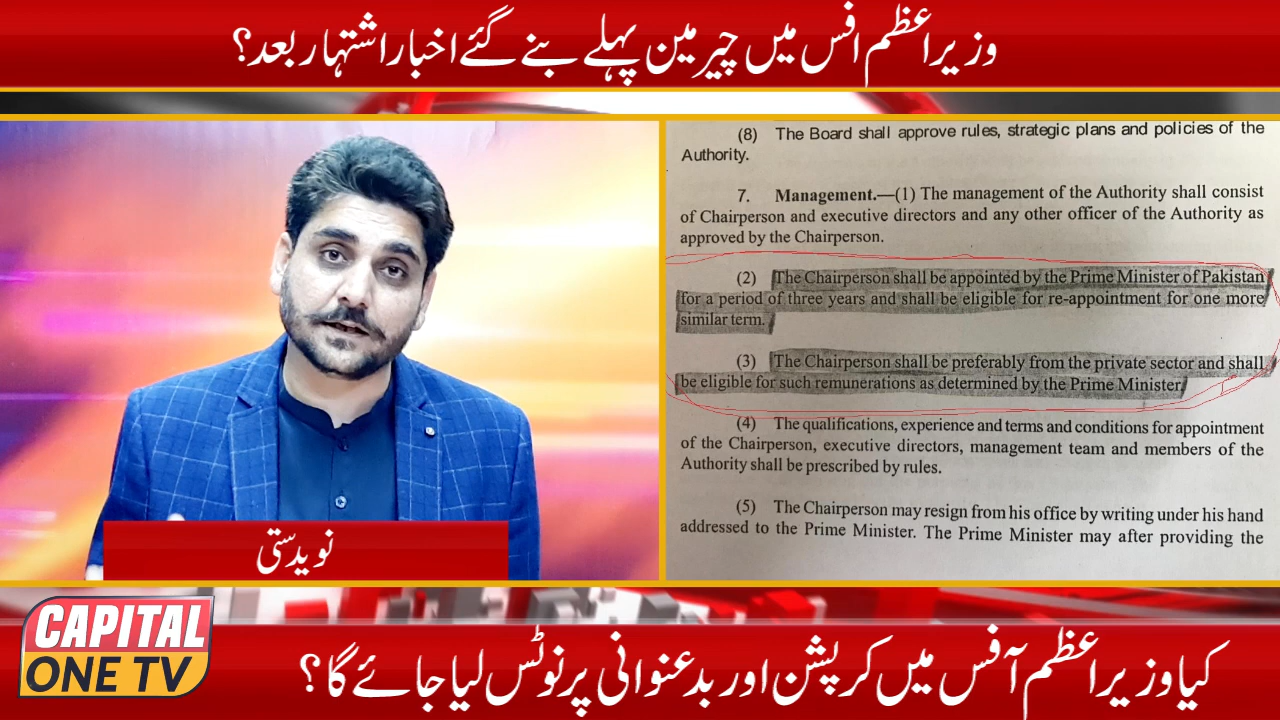 وزیراعظم افس میں چیرمین پہلے بنے گئے اخبار اشتہار بعد؟
(8) The Board shall approve rules, strategic plans and policies of the
Authority.
7. Management.—(1) The management of the Authority shall consist
of Chairperson and executive directors and any other officer of the Authority as
approved by the Chairperson.
(2) The Chairperson shall be appointed by the Prime Minister of Pakistan
for a period of three years and shall be eligible for re-appointment for one more
similar term.
(3) The Chairperson shall be preferably from the private sector and shall
be eligible for such remunerations as determined by the Prime Minister.
(4) The qualifications, experience and terms and conditions for appointment
of the Chairperson, executive directors, management team and members of the
Authority shall be prescribed by rules.
(5) The Chairperson may resign from his office by writing under his hand
addressed to the Prime Minister. The Prime Minister may after providing the
نوید ستی
CAPITAL
ONE TV
کیا وزیراعظم آفس میں کرپشن اور بدعنوانی پر نوٹس لیا جائے گا؟